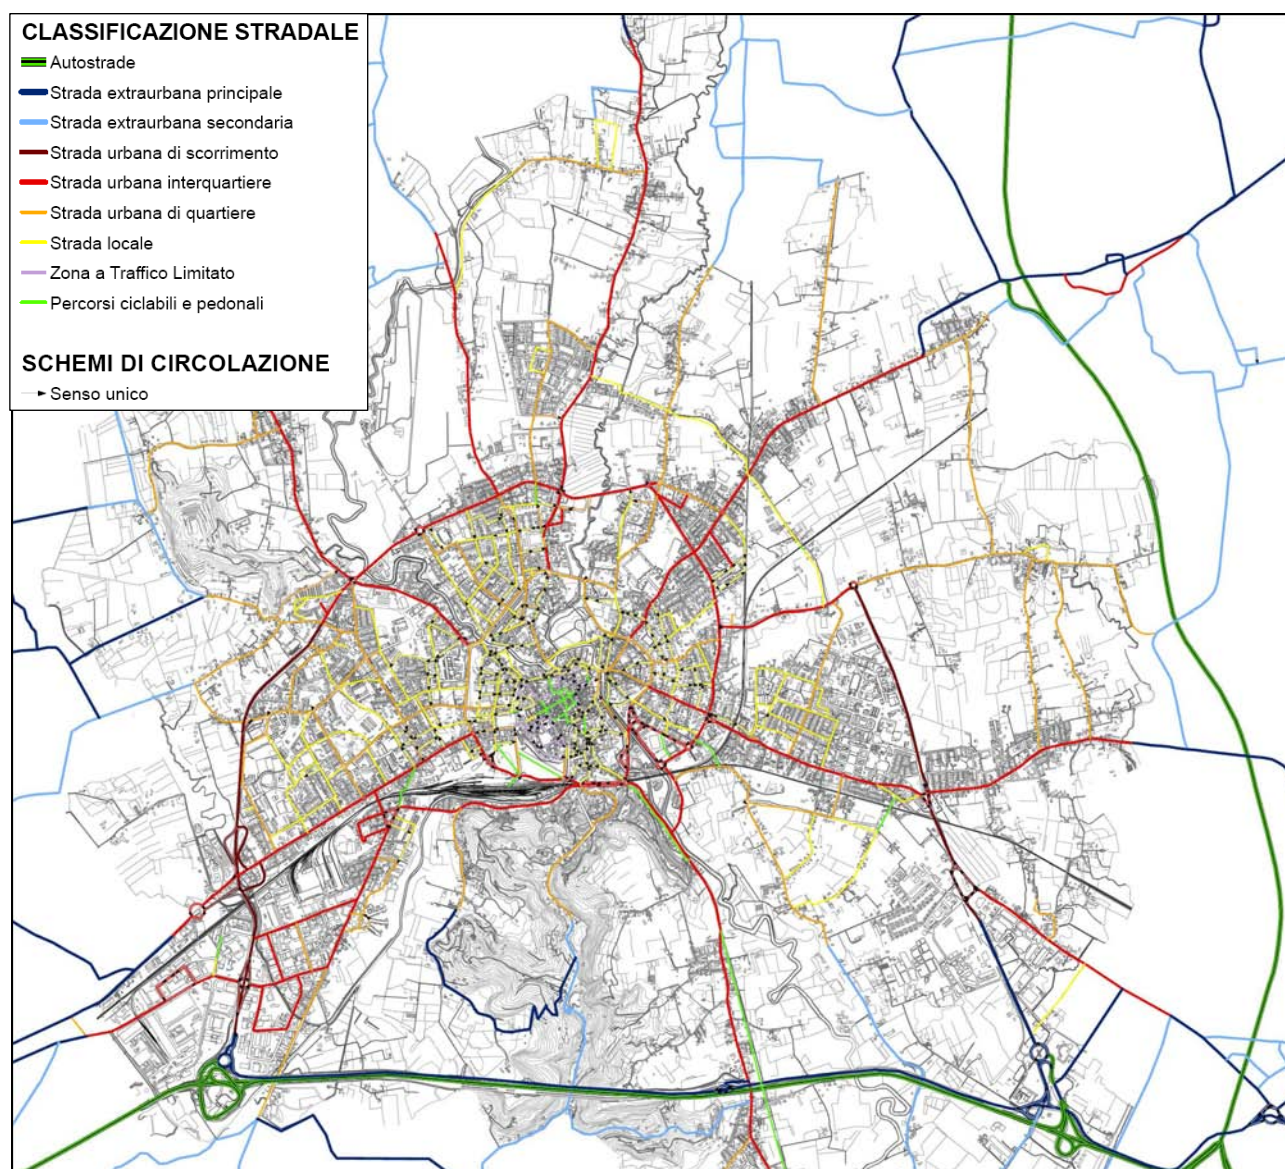 CLASSIFICAZIONE STRADALE
Autostrade
Strada extraurbana principale
Strada extraurbana secondaria
Strada urbana di scorrimento
Strada urbana interquartiere
Strada urbana di quartiere
Strada locale
Zona a Traffico Limitato
Percorsi ciclabili e pedonali
SCHEMI DI CIRCOLAZIONE
Senso unico